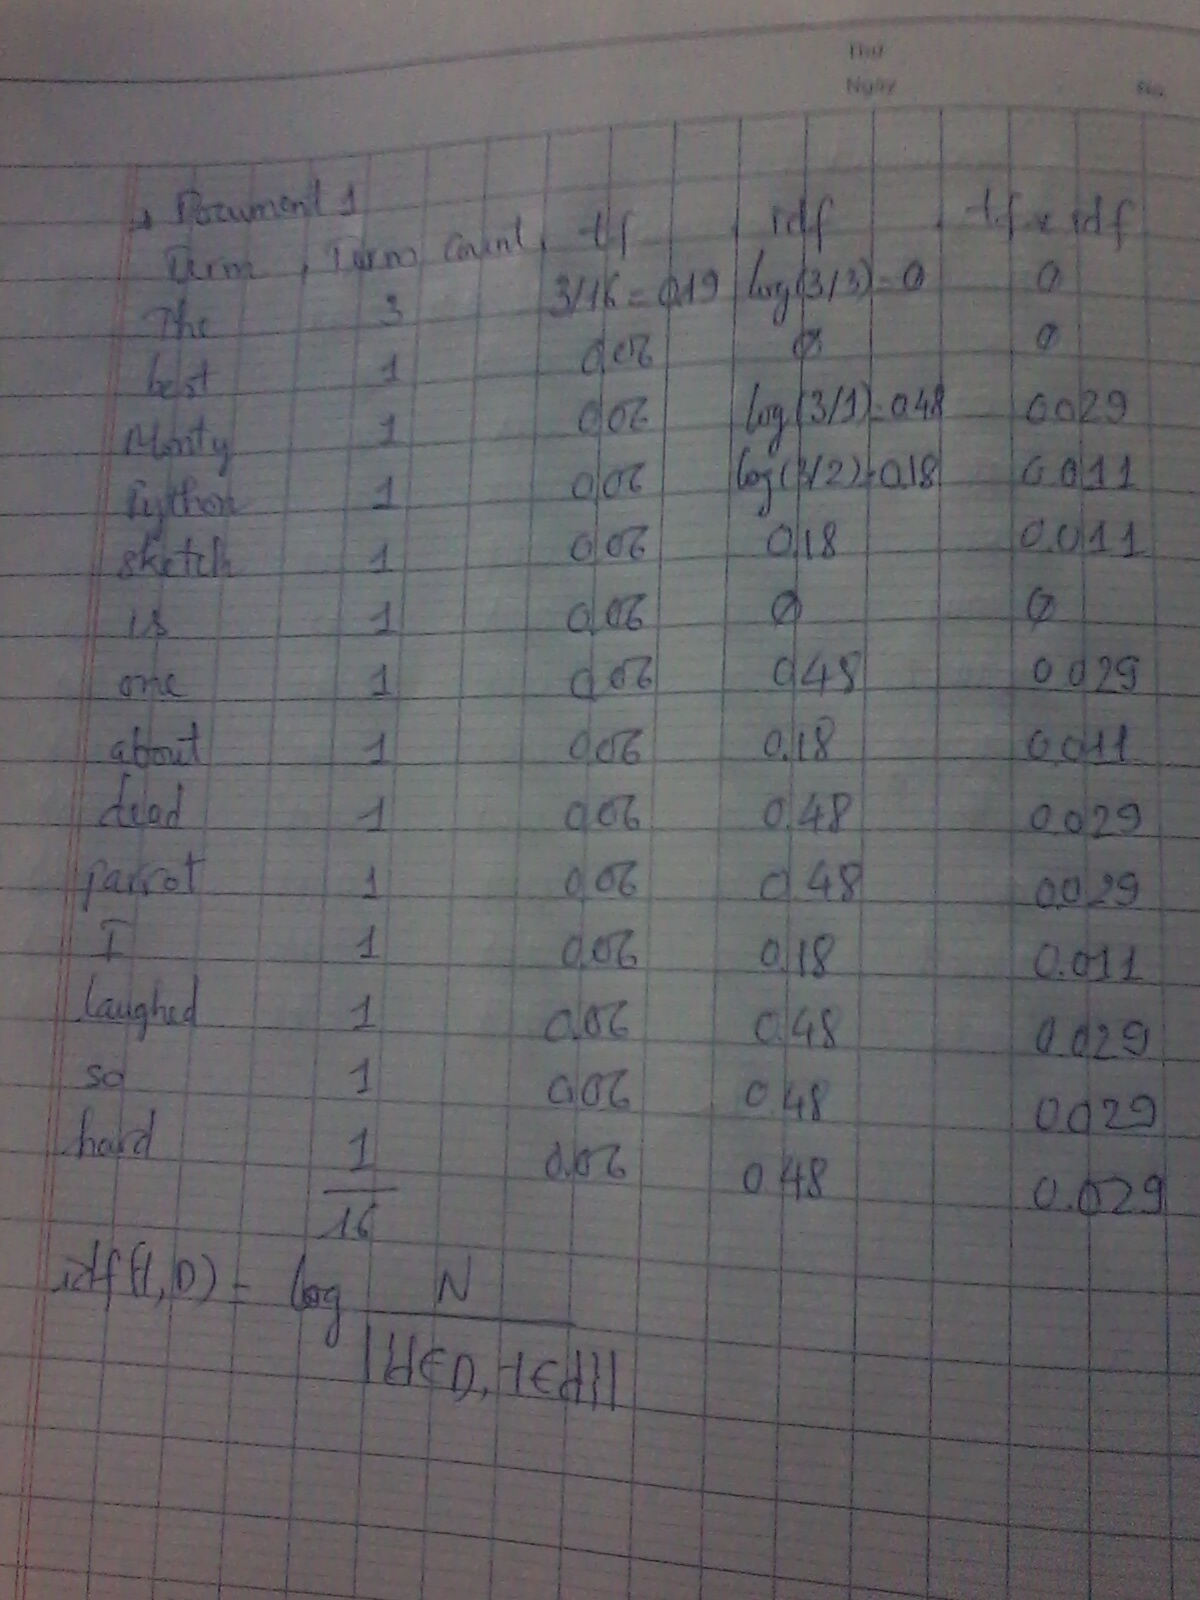 Thứ
Ngày No.
Document 1
Term Term Count tf idf tf x idf
The 3 3/16 = 0.19 log(3/3) = 0 0
best 1 0.06 0 0
Monty 1 0.06 log(3/1) = 0.48 0.029
Python 1 0.06 log(3/2) = 0.18 0.011
sketch 1 0.06 0.18 0.011
is 1 0.06 0 0
one 1 0.06 0.48 0.029
about 1 0.06 0.18 0.011
dead 1 0.06 0.48 0.029
parrot 1 0.06 0.48 0.029
I 1 0.06 0.18 0.011
laughed 1 0.06 0.48 0.029
so 1 0.06 0.48 0.029
hard 1 0.06 0.48 0.029
16
idf(t,D) = log N
|{d∈D, t∈d}|